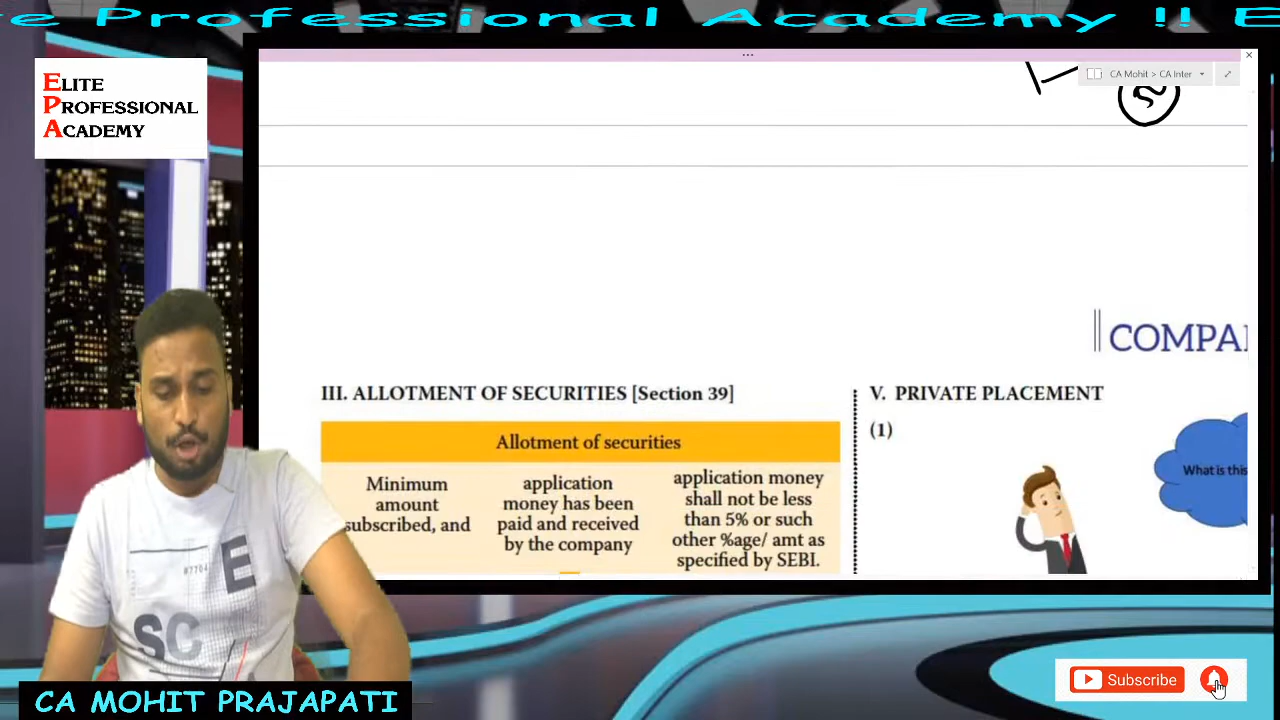 te Professional Academy !! E
ELITE
PROFESSIONAL
ACADEMY
CA Mohit > CA Inter
COMPA
III. ALLOTMENT OF SECURITIES [Section 39]
Allotment of securities
Minimum
amount
subscribed, and
application
money has been
paid and received
by the company
application money
shall not be less
than 5% or such
other %age/ amt as
specified by SEBI.
V. PRIVATE PLACEMENT
(1)
What is this
E
SC
Subscribe
CA MOHIT PRAJAPATI